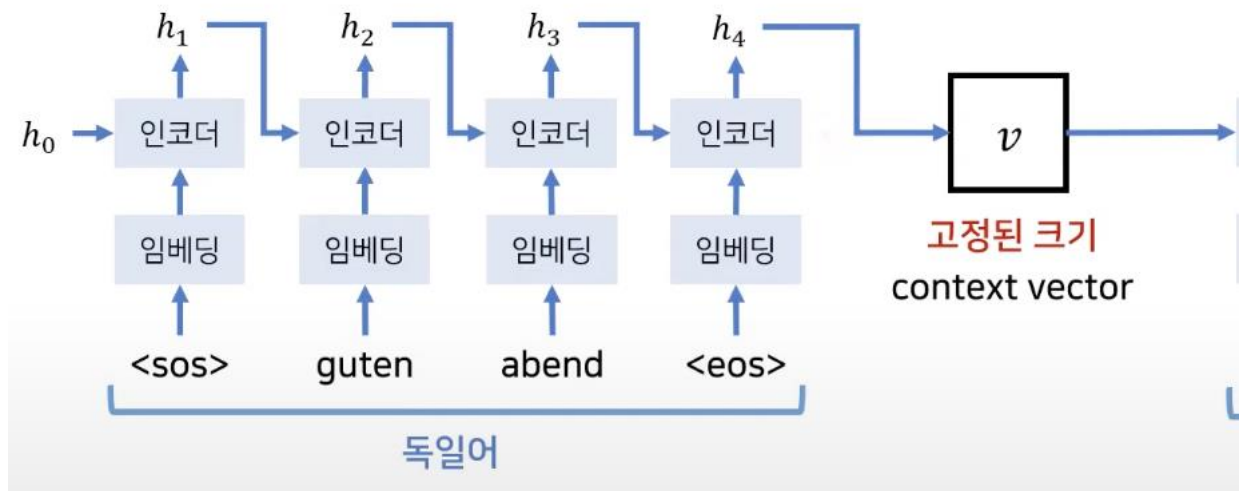 h₁ h₂ h₃ h₄
h₀ 인코더 인코더 인코더 인코더 v
임베딩 임베딩 임베딩 임베딩 고정된 크기
context vector
<sos> guten abend <eos>
독일어